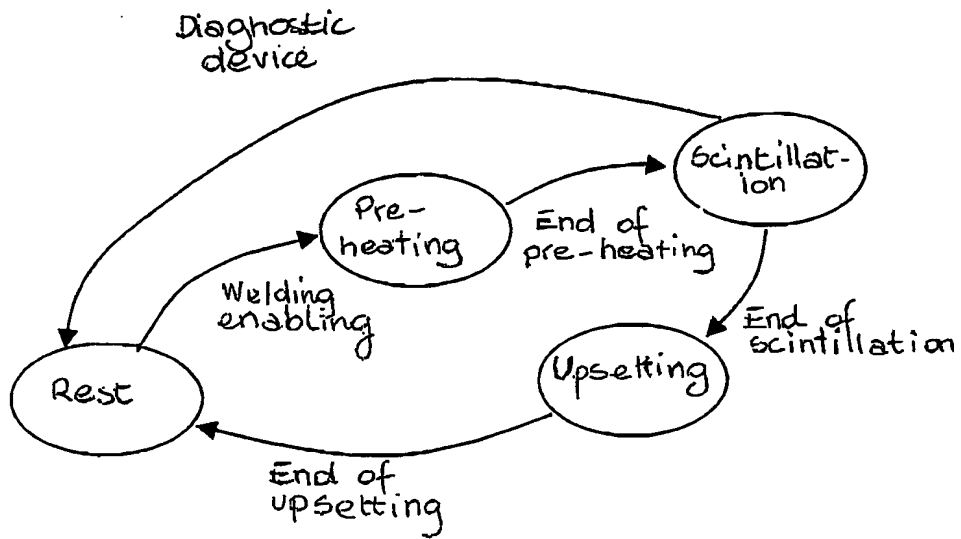 Diagnostic
device
Scintillat-
ion
Pre-
heating
End of
pre-heating
Welding
enabling
End of
scintillation
Upsetting
Rest
End of
upsetting